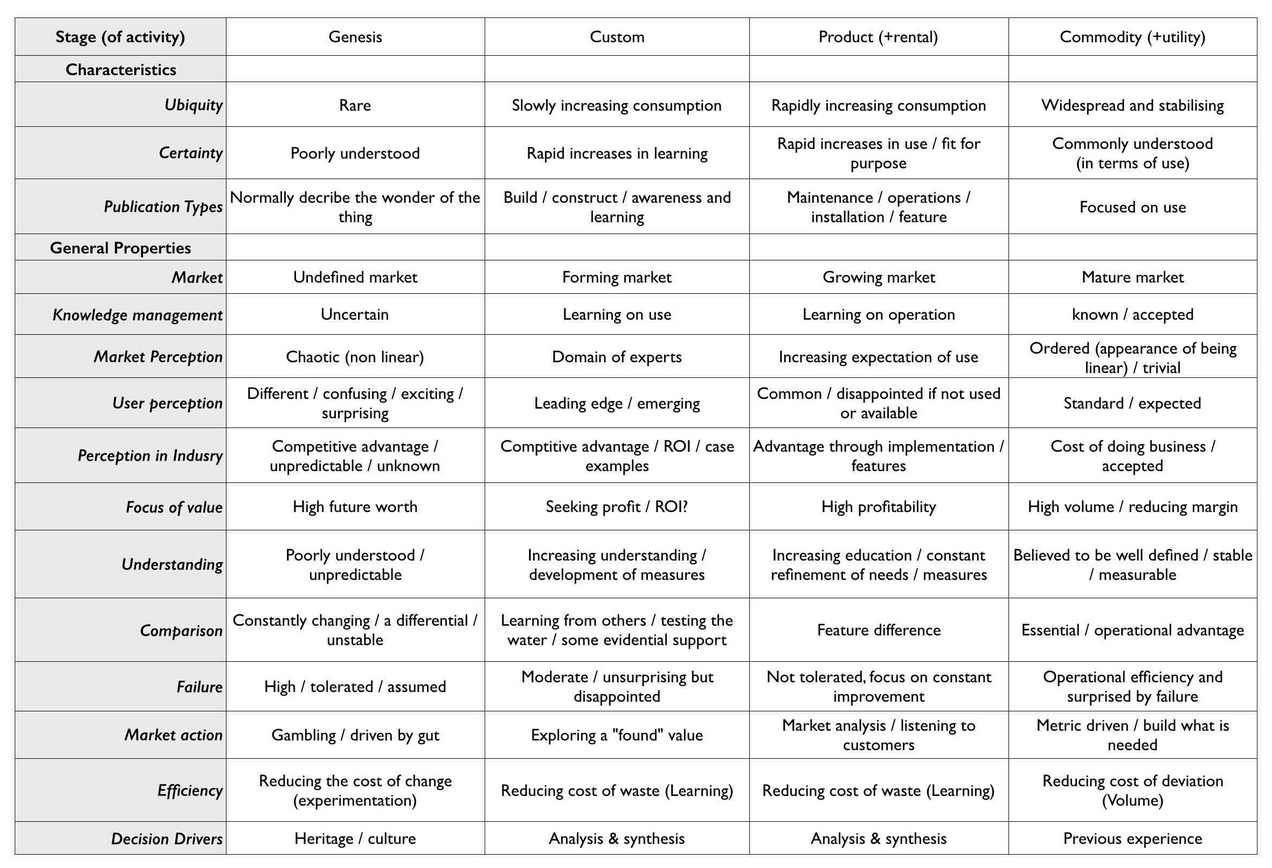 Stage (of activity) Genesis Custom Product (+rental) Commodity (+utility)
Characteristics
Ubiquity Rare Slowly increasing consumption Rapidly increasing consumption Widespread and stabilising
Certainty Poorly understood Rapid increases in learning Rapid increases in use / fit for purpose Commonly understood (in terms of use)
Publication Types Normally decribe the wonder of the thing Build / construct / awareness and learning Maintenance / operations / installation / feature Focused on use
General Properties
Market Undefined market Forming market Growing market Mature market
Knowledge management Uncertain Learning on use Learning on operation known / accepted
Market Perception Chaotic (non linear) Domain of experts Increasing expectation of use Ordered (appearance of being linear) / trivial
User perception Different / confusing / exciting / surprising Leading edge / emerging Common / disappointed if not used or available Standard / expected
Perception in Indusry Competitive advantage / unpredictable / unknown Comptitive advantage / ROI / case examples Advantage through implementation / features Cost of doing business / accepted
Focus of value High future worth Seeking profit / ROI? High profitability High volume / reducing margin
Understanding Poorly understood / unpredictable Increasing understanding / development of measures Increasing education / constant refinement of needs / measures Believed to be well defined / stable / measurable
Comparison Constantly changing / a differential / unstable Learning from others / testing the water / some evidential support Feature difference Essential / operational advantage
Failure High / tolerated / assumed Moderate / unsurprising but disappointed Not tolerated, focus on constant improvement Operational efficiency and surprised by failure
Market action Gambling / driven by gut Exploring a "found" value Market analysis / listening to customers Metric driven / build what is needed
Efficiency Reducing the cost of change (experimentation) Reducing cost of waste (Learning) Reducing cost of waste (Learning) Reducing cost of deviation (Volume)
Decision Drivers Heritage / culture Analysis & synthesis Analysis & synthesis Previous experience